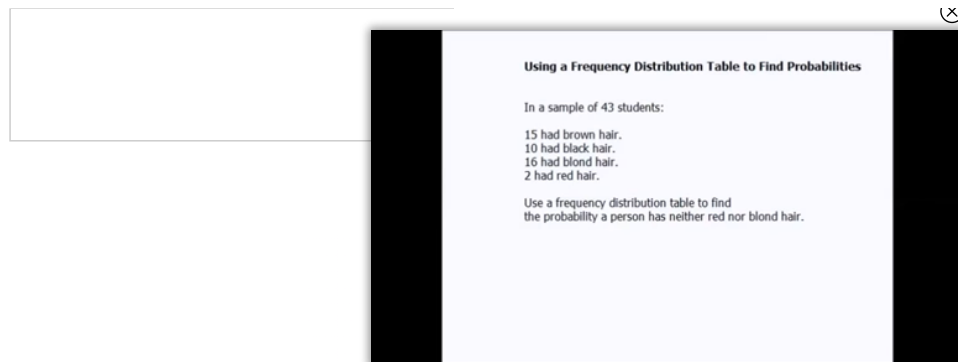 Using a Frequency Distribution Table to Find Probabilities
In a sample of 43 students:
15 had brown hair.
10 had black hair.
16 had blond hair.
2 had red hair.
Use a frequency distribution table to find
the probability a person has neither red nor blond hair.